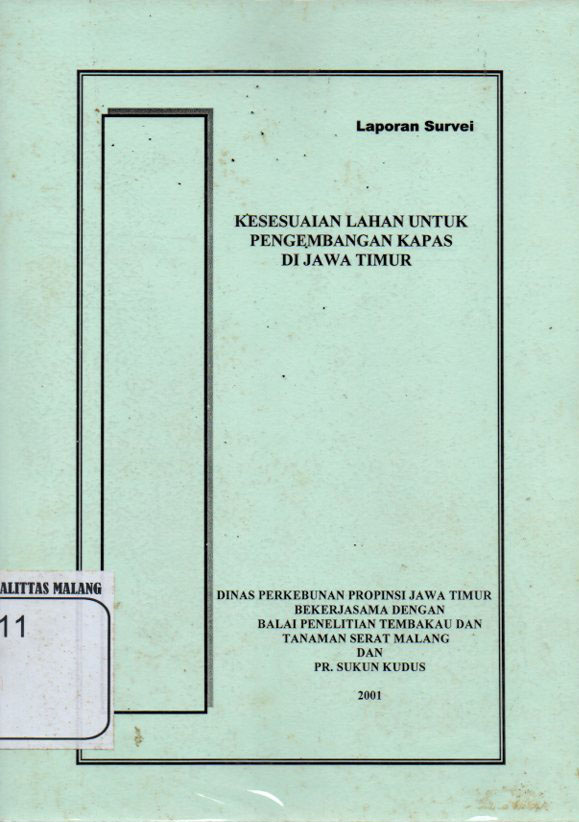 Laporan Survei
KESESUAIAN LAHAN UNTUK
PENGEMBANGAN KAPAS
DI JAWA TIMUR
ALITTAS MALANG
11
DINAS PERKEBUNAN PROPINSI JAWA TIMUR
BEKERJASAMA DENGAN
BALAI PENELITIAN TEMBAKAU DAN
TANAMAN SERAT MALANG
DAN
PR. SUKUN KUDUS
2001